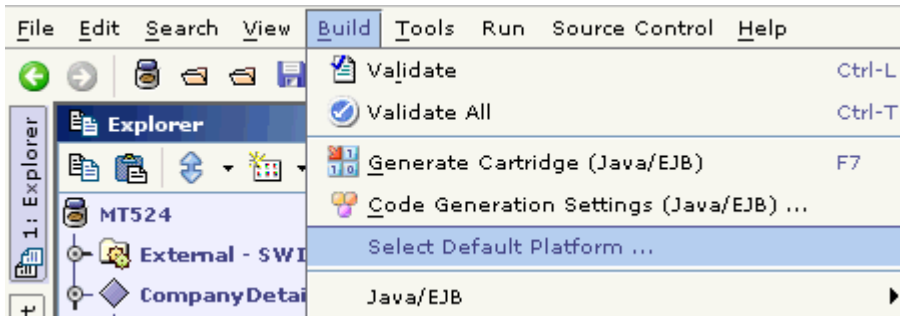 File Edit Search View Build Tools Run Source Control Help
Validate Ctrl-L
Validate All Ctrl-T
Explorer
1: Explorer
Generate Cartridge (Java/EJB) F7
MT524
Code Generation Settings (Java/EJB) ...
External - SWI
Select Default Platform ...
CompanyDetai
Java/EJB